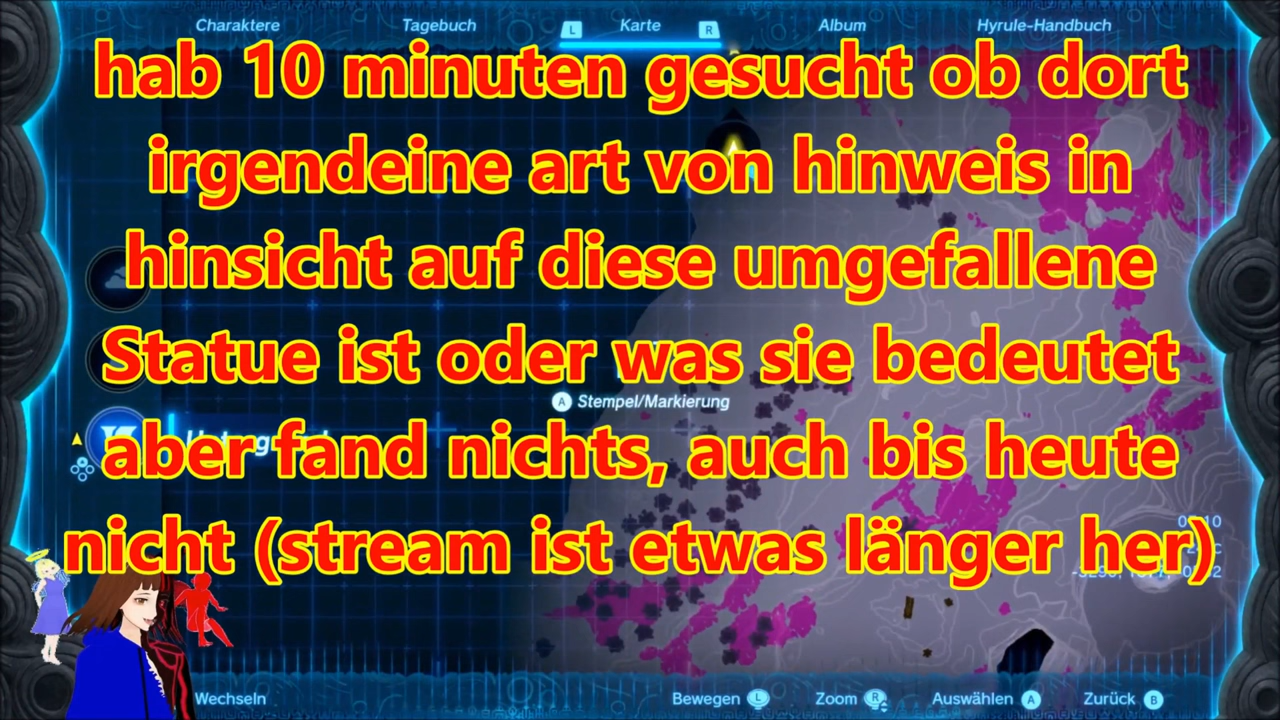 Charaktere
Tagebuch
L
Karte
R
Album
Hyrule-Handbuch
hab 10 minuten gesucht ob dort
irgendeine art von hinweis in
hinsicht auf diese umgefallene
Statue ist oder was sie bedeutet
A Stempel/Markierung
aber fand nichts, auch bis heute
nicht (stream ist etwas länger her)
Wechseln
Bewegen L
Zoom R
Auswählen A
Zurück B